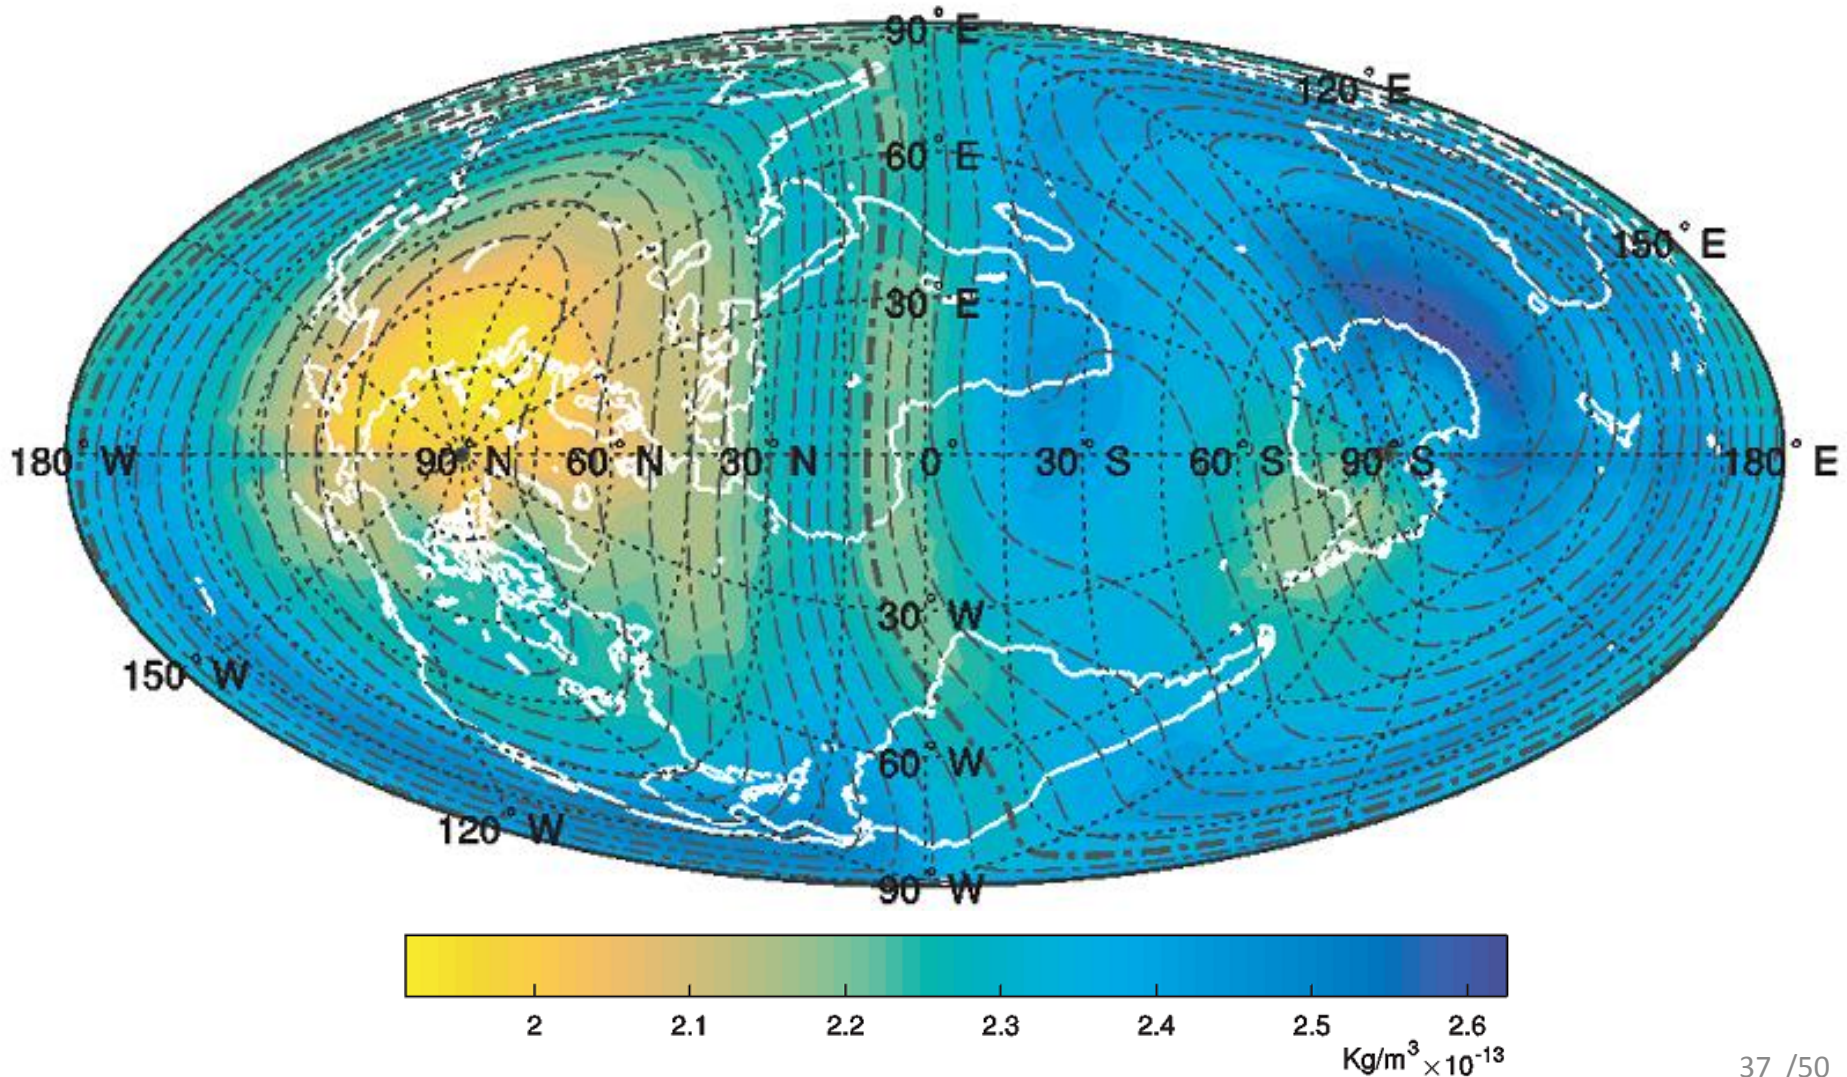 90° E
120° E
60° E
150° E
30° E
180° W 90° N 60° N 30° N 0° 30° S 60° S 90° S 180° E
30° W
150° W
60° W
120° W
90° W
2 2.1 2.2 2.3 2.4 2.5 2.6
Kg/m³ ×10⁻¹³
37 /50